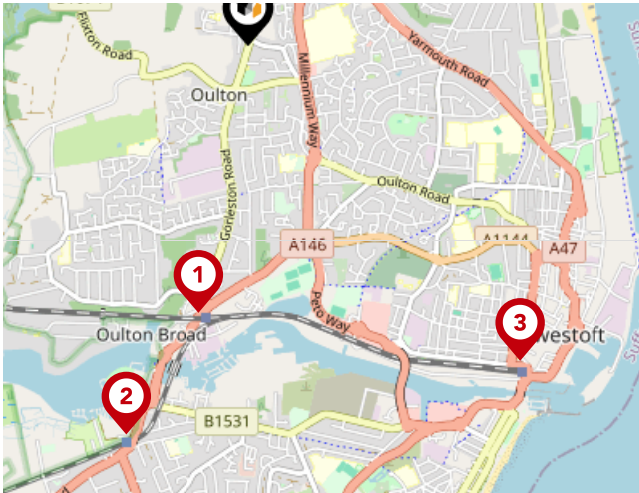 Flixton Road
Yarmouth Road
Millennium Way
Oulton
Gorleston Road
Oulton Road
A146
A1144
A47
1
Peto Way
3
Oulton Broad
westoft
2
B1531